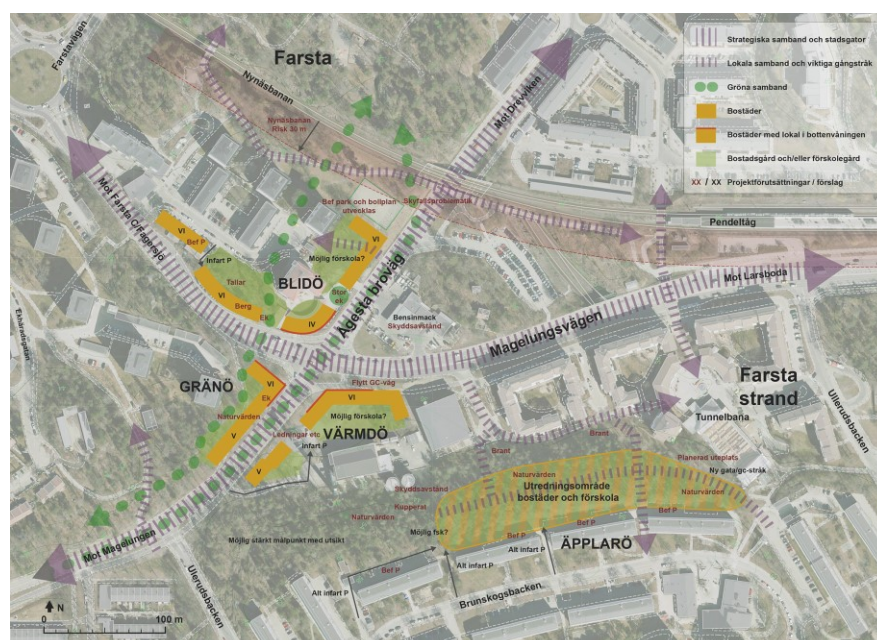 Farstavägen
Farsta
Nynäsbanan
Nynäsbanan
Risk 30 m
Mot Drevviken
Strategiska samband och stadsgator
Lokala samband och viktiga gångstråk
Gröna samband
Bostäder
Bostäder med lokal i bottenvåningen
Bostadsgård och/eller förskolegård
XX / XX Projektförutsättningar / förslag
Mot Farsta C/Fagersjö
Bef park och bollplan
utvecklas
Skyfallsproblematik
Pendeltåg
VI
Bef P
Infart P
VI
Möjlig förskola?
Mot Larsboda
Tallar
BLIDÖ
VI
Berg
Ek
Stor
ek
IV
Ågesta broväg
Bensinmack
Skyddsavstånd
Magelungsvägen
Ekhäradsgatan
GRÄNÖ
VI
Ek
Flytt GC-väg
VI
Farsta
strand
Ullerudsbacken
Naturvärden
Möjlig förskola?
Tunnelbana
V
Ledningar etc
VÄRMDÖ
infart P
V
Brant
Brant
Planerad uteplats
Ny gata/gc-stråk
Naturvärden
Utredningsområde
bostäder och förskola
Naturvärden
Skyddsavstånd
Kuperat
Naturvärden
Bef P
Bef P
Möjlig fsk?
Bef P
Möjlig stärkt målpunkt med utsikt
Mot Magelungen
Alt infart P
ÄPPLARÖ
Bef P
Ullerudsbacken
Alt infart P
Alt infart P
Brunskogsbacken
N
0
100 m